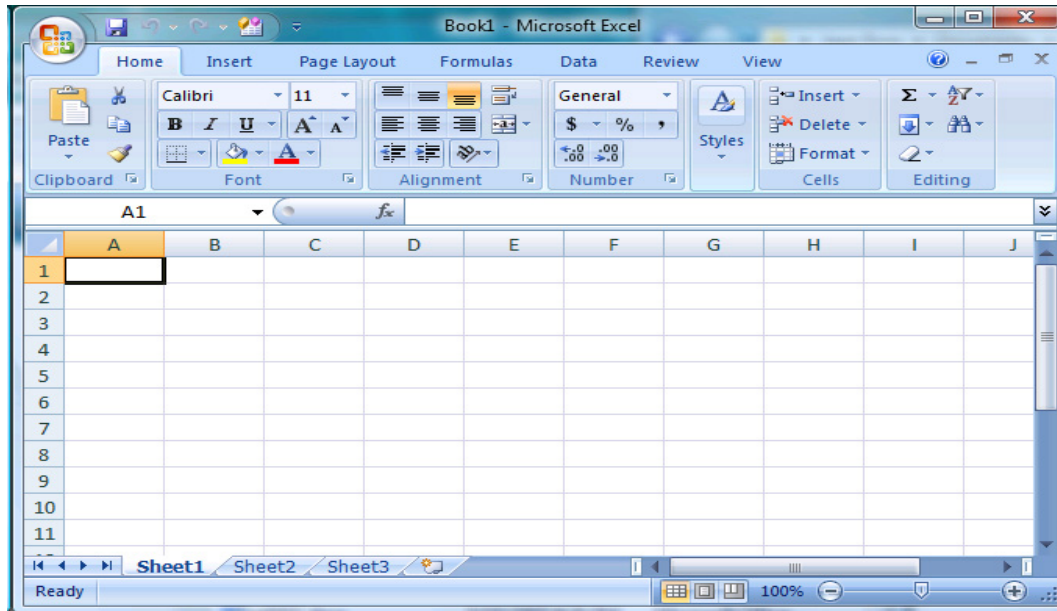 Book1 - Microsoft Excel
Home Insert Page Layout Formulas Data Review View
Calibri 11 General Insert Σ
Paste B I U A A $ % , Styles Delete
A .00 .0 Format
Clipboard Font Alignment Number Cells Editing
A1 fx
A B C D E F G H I J
1
2
3
4
5
6
7
8
9
10
11
Sheet1 Sheet2 Sheet3
Ready 100%